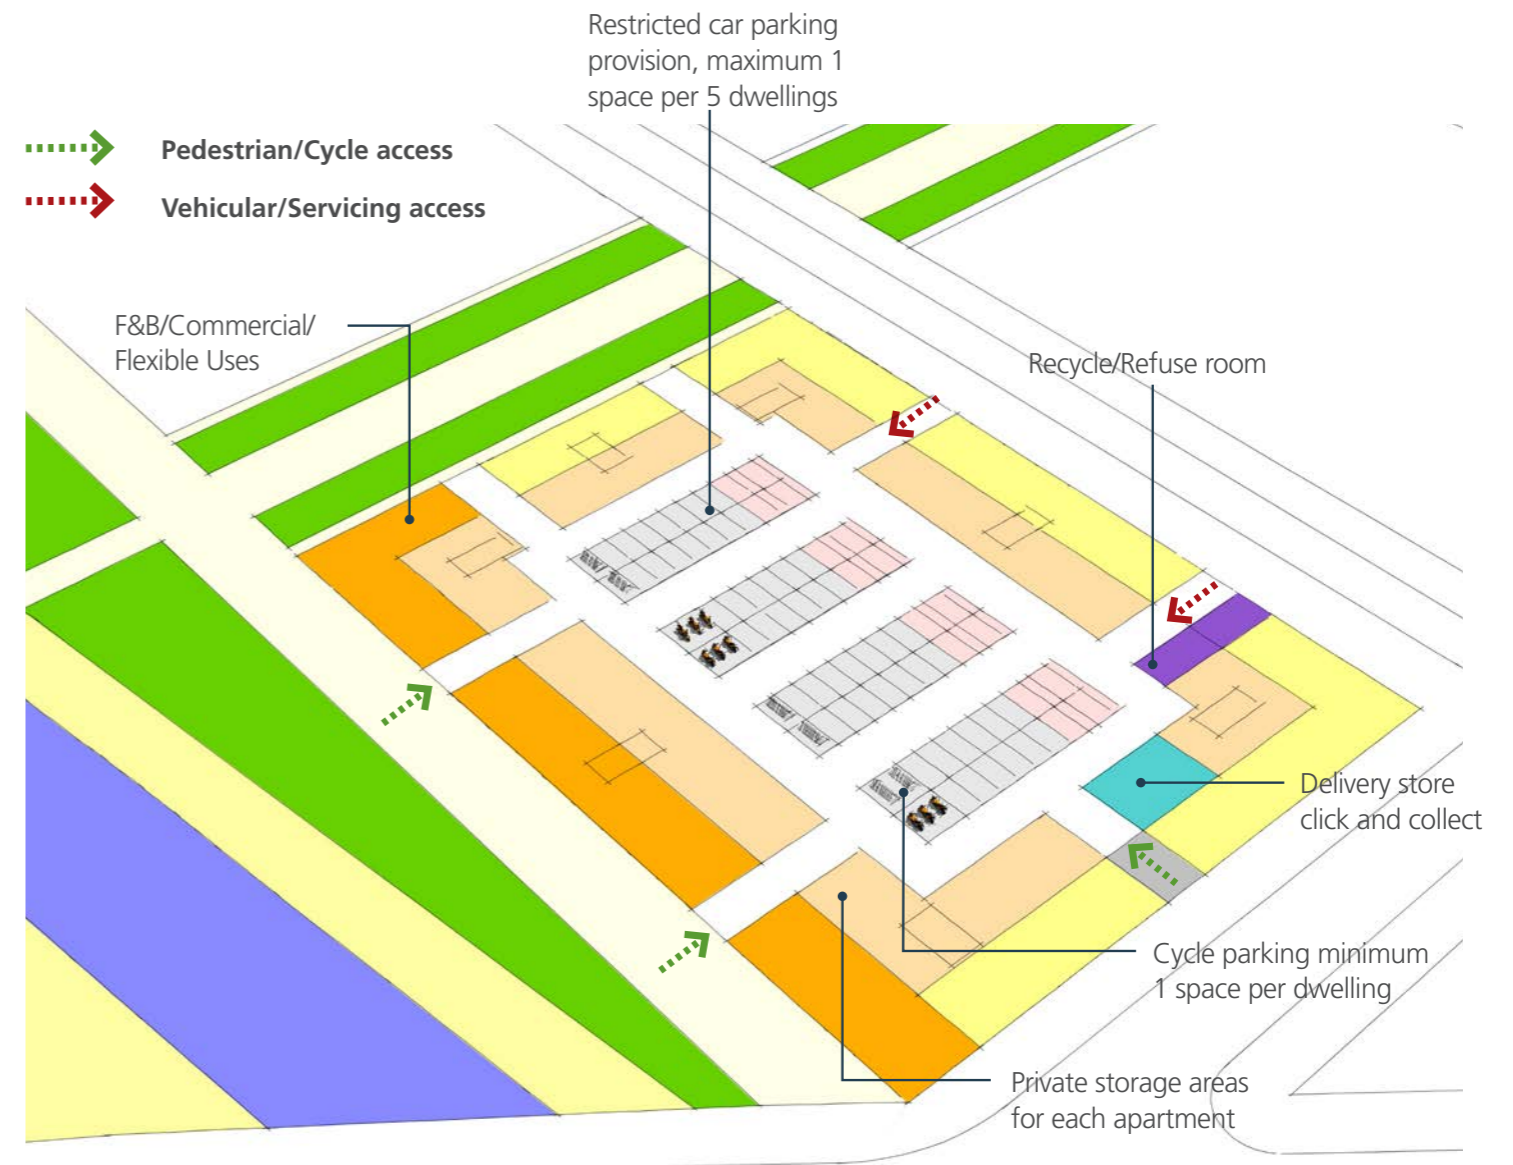 Restricted car parking
provision, maximum 1
space per 5 dwellings
Pedestrian/Cycle access
Vehicular/Servicing access
F&B/Commercial/
Flexible Uses
Recycle/Refuse room
Delivery store
click and collect
Cycle parking minimum
1 space per dwelling
Private storage areas
for each apartment